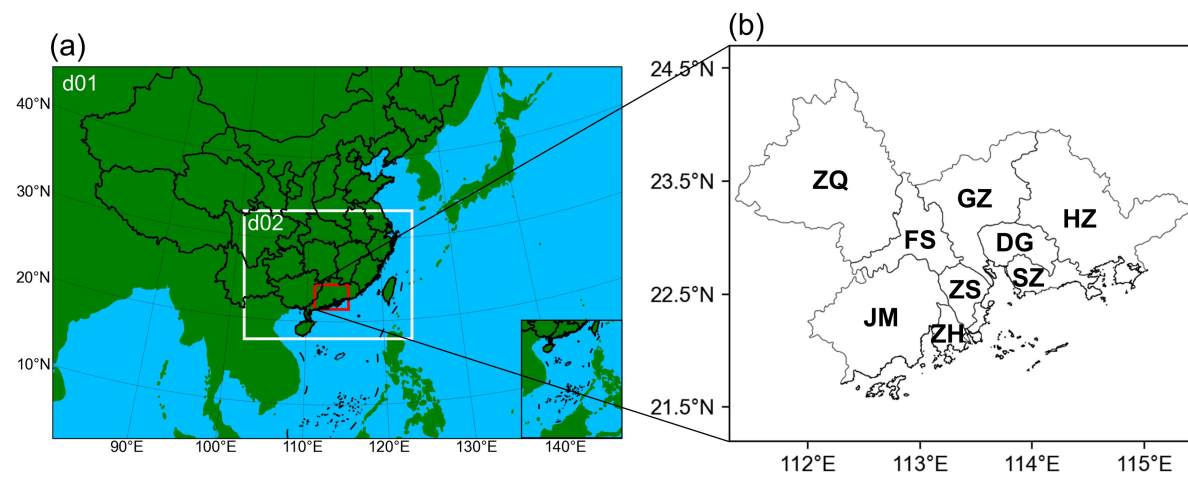 (a)
d01
d02
40°N
30°N
20°N
10°N
90°E
100°E
110°E
120°E
130°E
140°E
(b)
24.5°N
23.5°N
22.5°N
21.5°N
ZQ
GZ
HZ
FS
DG
SZ
ZS
JM
ZH
112°E
113°E
114°E
115°E